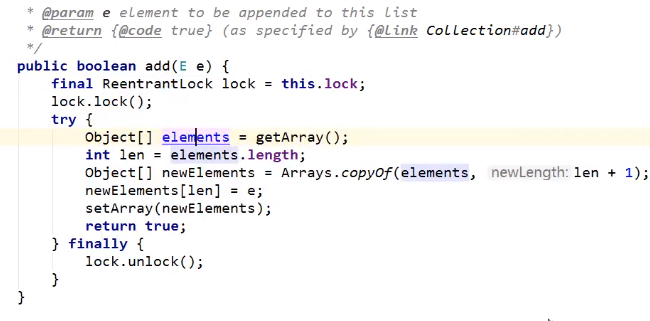 * @param e element to be appended to this list
* @return {@code true} (as specified by {@link Collection#add})
*/
public boolean add(E e) {
final ReentrantLock lock = this.lock;
lock.lock();
try {
Object[] elements = getArray();
int len = elements.length;
Object[] newElements = Arrays.copyOf(elements, newLength: len + 1);
newElements[len] = e;
setArray(newElements);
return true;
} finally {
lock.unlock();
}
}